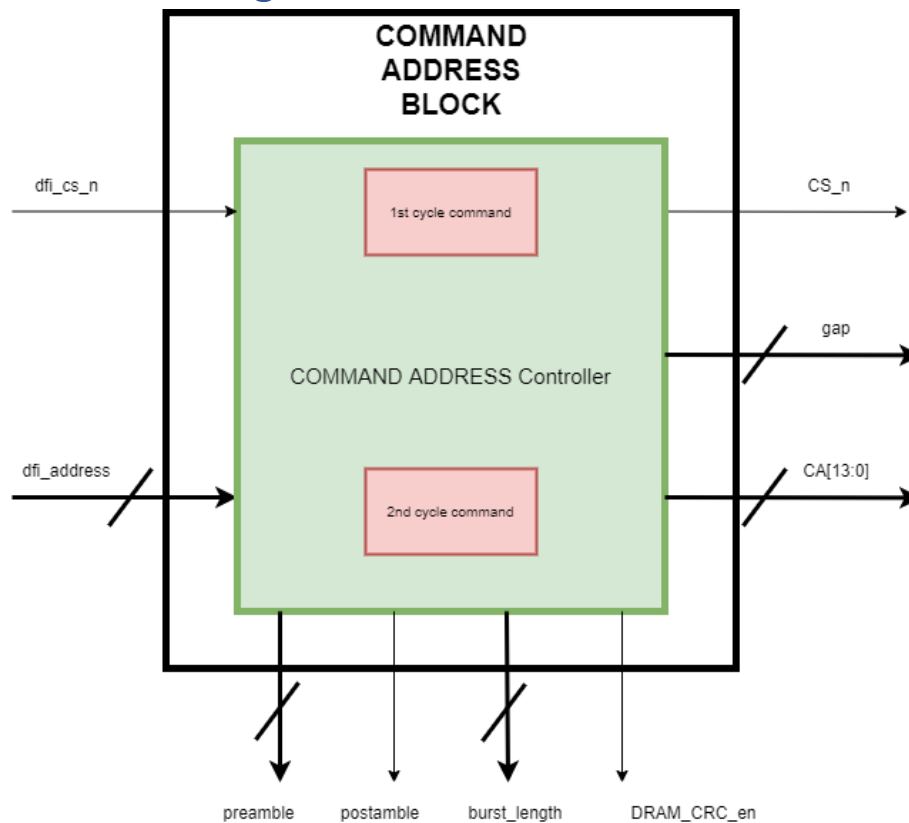 COMMAND
ADDRESS
BLOCK
dfi_cs_n
1st cycle command
CS_n
gap
COMMAND ADDRESS Controller
dfi_address
2nd cycle command
CA[13:0]
preamble
postamble
burst_length
DRAM_CRC_en